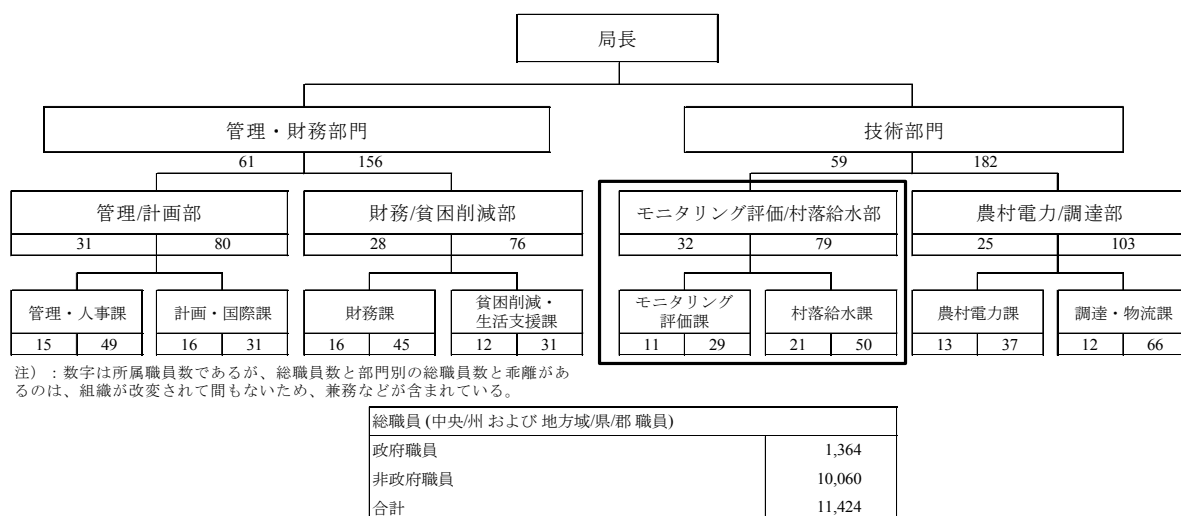 局長
管理・財務部門
技術部門
61 156
59 182
管理/計画部
財務/貧困削減部
モニタリング評価/村落給水部
農村電力/調達部
31 80
28 76
32 79
25 103
管理・人事課
計画・国際課
財務課
貧困削減・
生活支援課
モニタリング
評価課
村落給水課
農村電力課
調達・物流課
15 49
16 31
16 45
12 31
11 29
21 50
13 37
12 66
注）：数字は所属職員数であるが、総職員数と部門別の総職員数と乖離があ
るのは、組織が改変されて間もないため、兼務などが含まれている。
総職員 (中央/州 および 地方域/県/郡 職員)
政府職員 1,364
非政府職員 10,060
合計 11,424